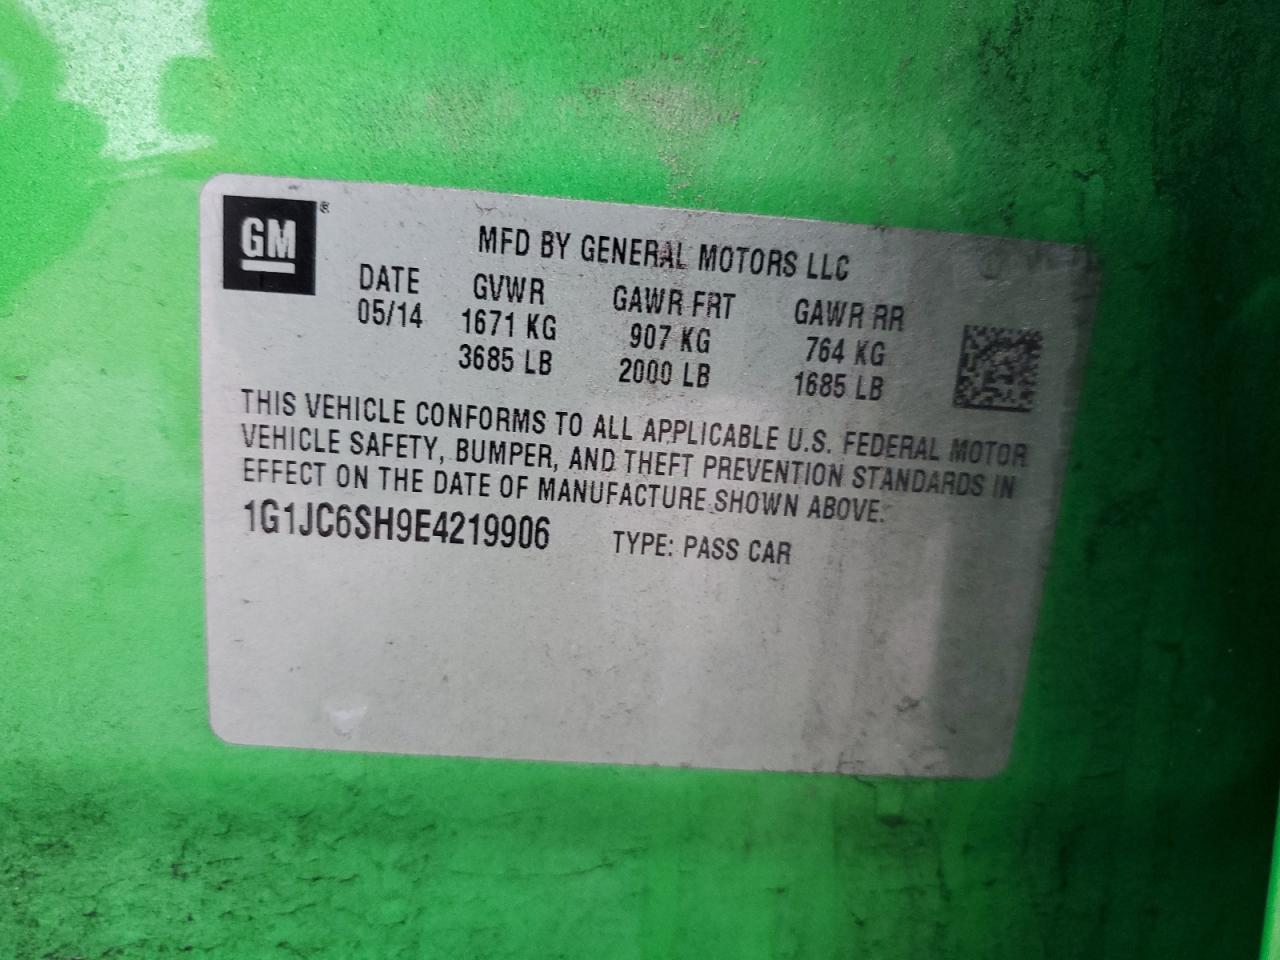 GM ®
MFD BY GENERAL MOTORS LLC
DATE GVWR GAWR FRT GAWR RR
05/14 1671 KG 907 KG 764 KG
3685 LB 2000 LB 1685 LB
THIS VEHICLE CONFORMS TO ALL APPLICABLE U.S. FEDERAL MOTOR
VEHICLE SAFETY, BUMPER, AND THEFT PREVENTION STANDARDS IN
EFFECT ON THE DATE OF MANUFACTURE SHOWN ABOVE.
1G1JC6SH9E4219906 TYPE: PASS CAR